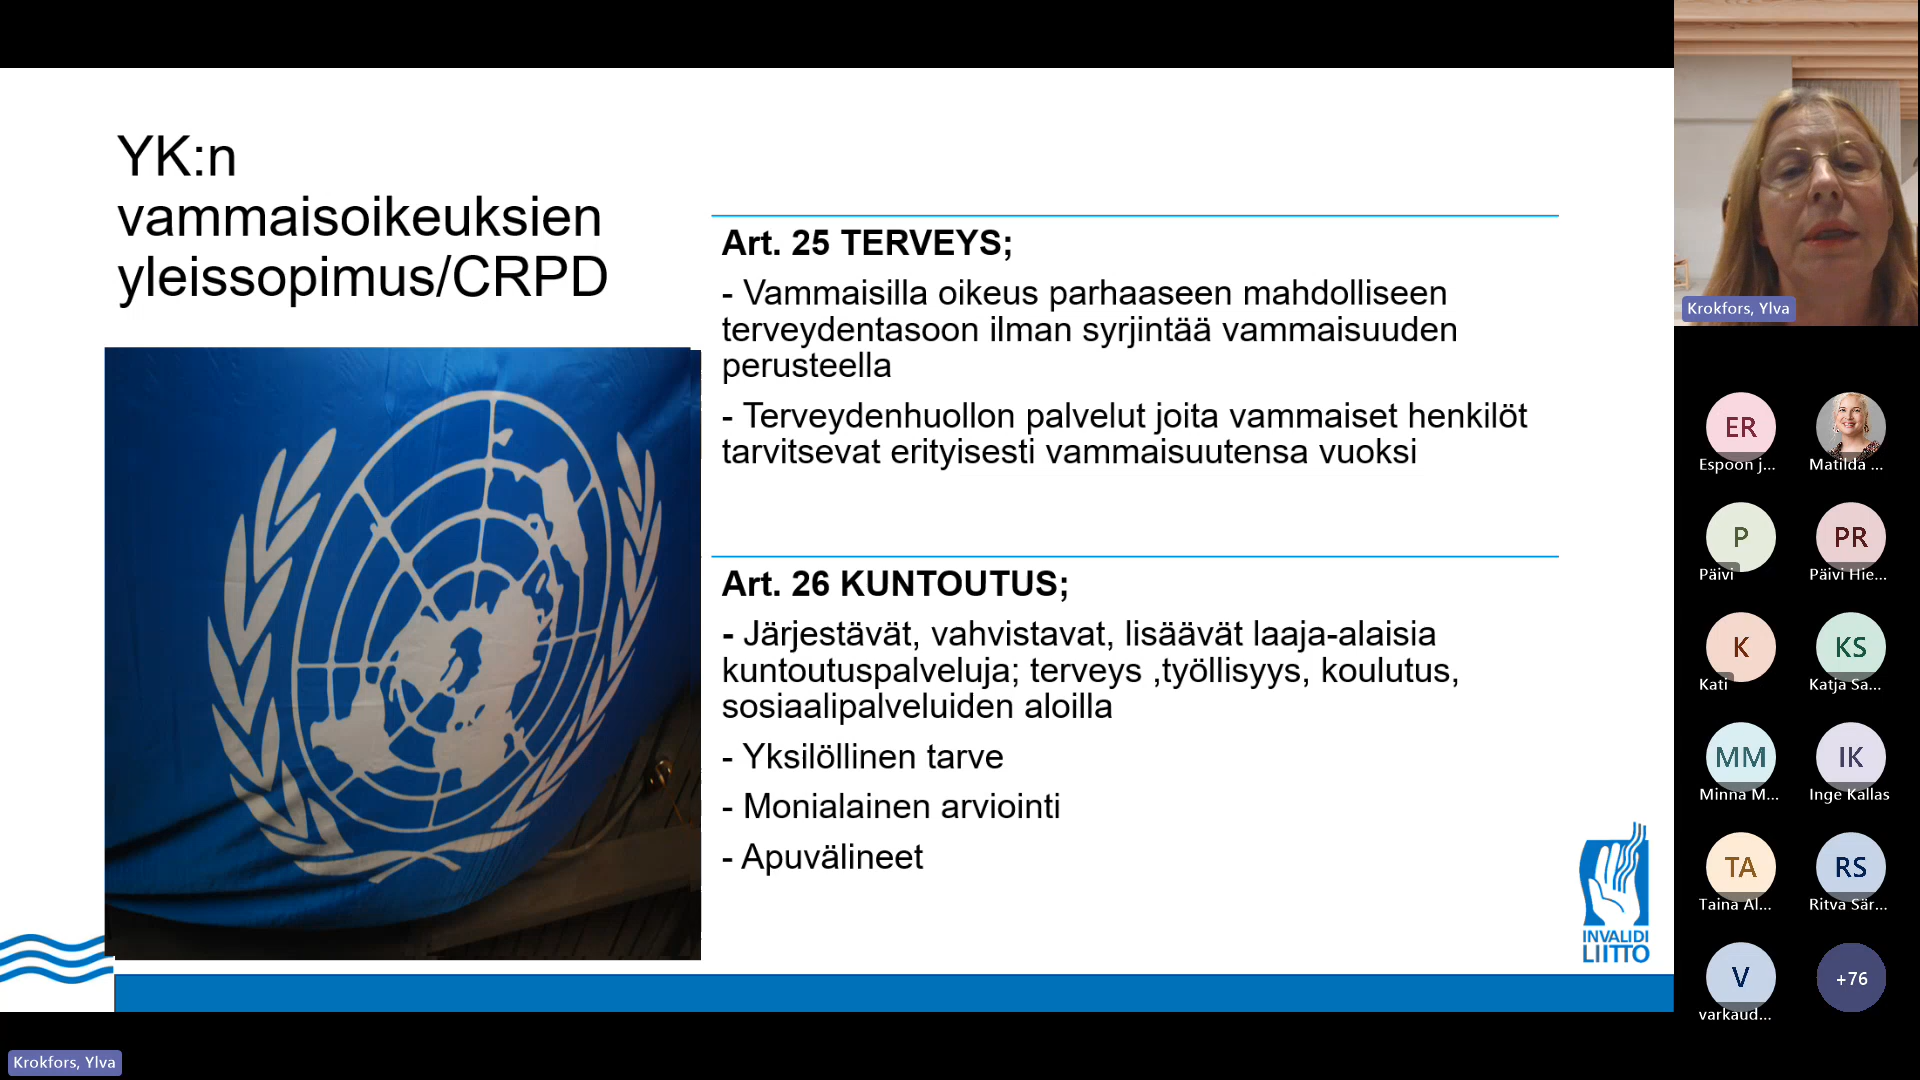 YK:n
vammaisoikeuksien
yleissopimus/CRPD
Art. 25 TERVEYS;
- Vammaisilla oikeus parhaaseen mahdolliseen
terveydentasoon ilman syrjintää vammaisuuden
perusteella
- Terveydenhuollon palvelut joita vammaiset henkilöt
tarvitsevat erityisesti vammaisuutensa vuoksi
Art. 26 KUNTOUTUS;
- Järjestävät, vahvistavat, lisäävät laaja-alaisia
kuntoutuspalveluja; terveys ,työllisyys, koulutus,
sosiaalipalveluiden aloilla
- Yksilöllinen tarve
- Monialainen arviointi
- Apuvälineet
INVALIDI
LIITTO
Krokfors, Ylva
ER
Espoon j...
Matilda ...
P
Päivi
PR
Päivi Hie...
K
Kati
KS
Katja Sa...
MM
Minna M...
IK
Inge Kallas
TA
Taina Al...
RS
Ritva Sär...
V
varkaud...
+76
Krokfors, Ylva